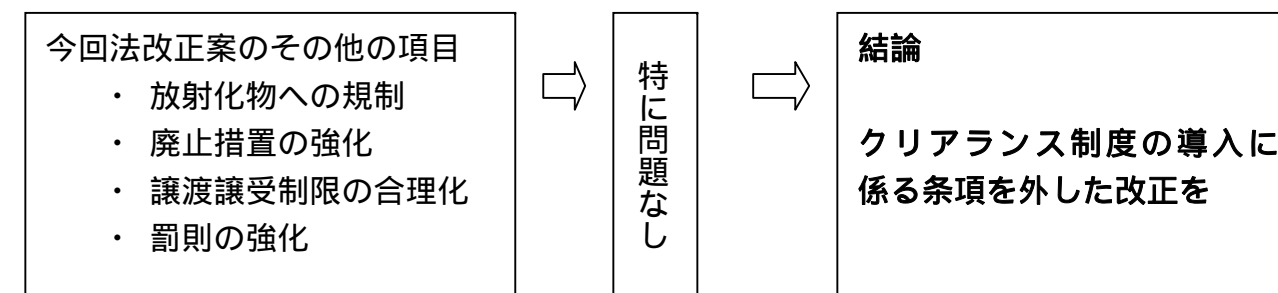 今回法改正案のその他の項目
・ 放射化物への規制
・ 廃止措置の強化
・ 譲渡譲受制限の合理化
・ 罰則の強化
特に問題なし
結論
クリアランス制度の導入に
係る条項を外した改正を